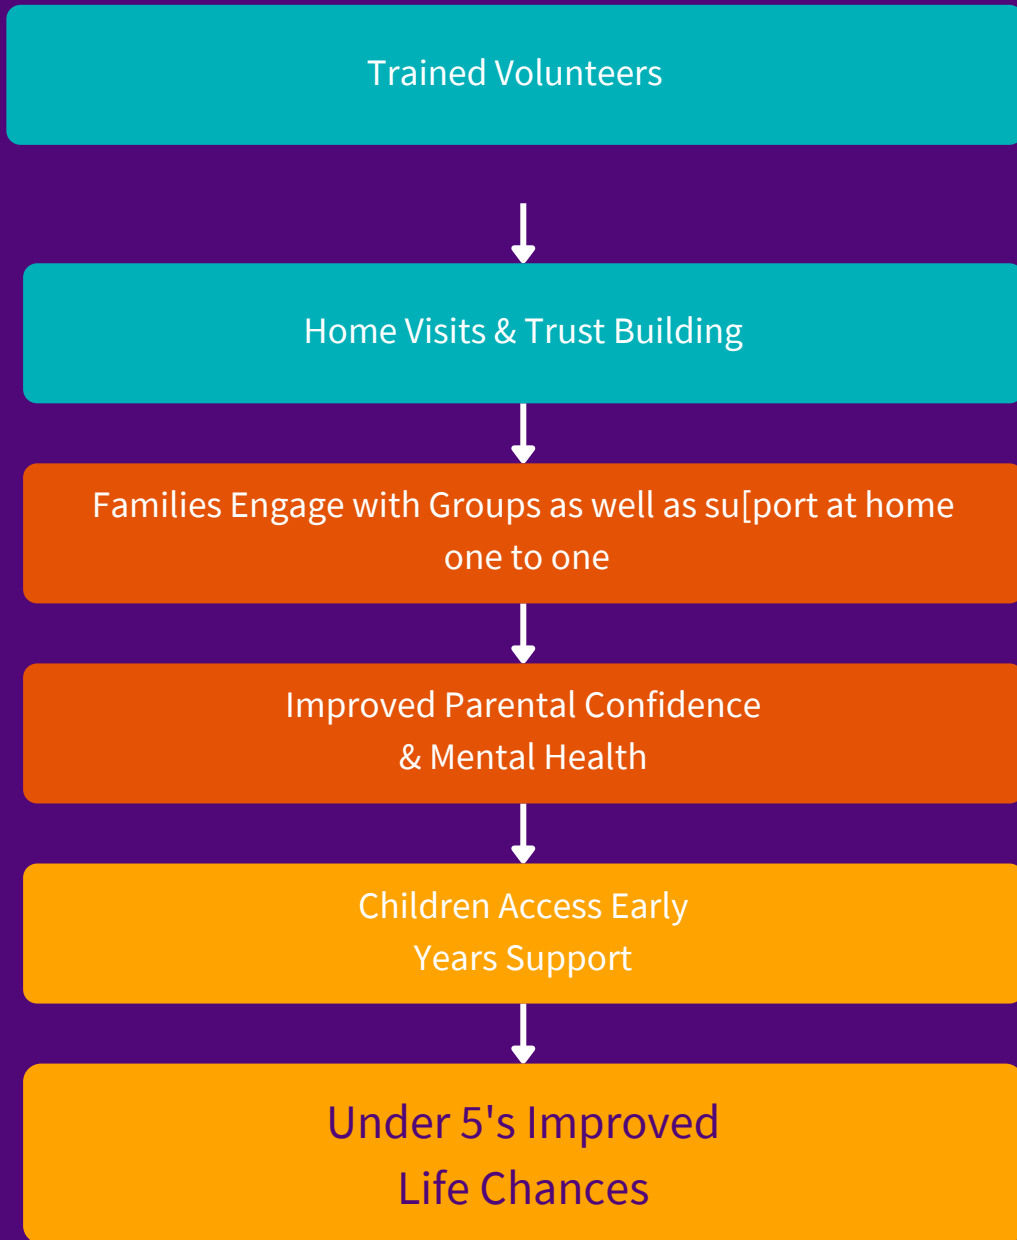 Trained Volunteers
Home Visits & Trust Building
Families Engage with Groups as well as su[port at home
one to one
Improved Parental Confidence
& Mental Health
Children Access Early
Years Support
Under 5's Improved
Life Chances